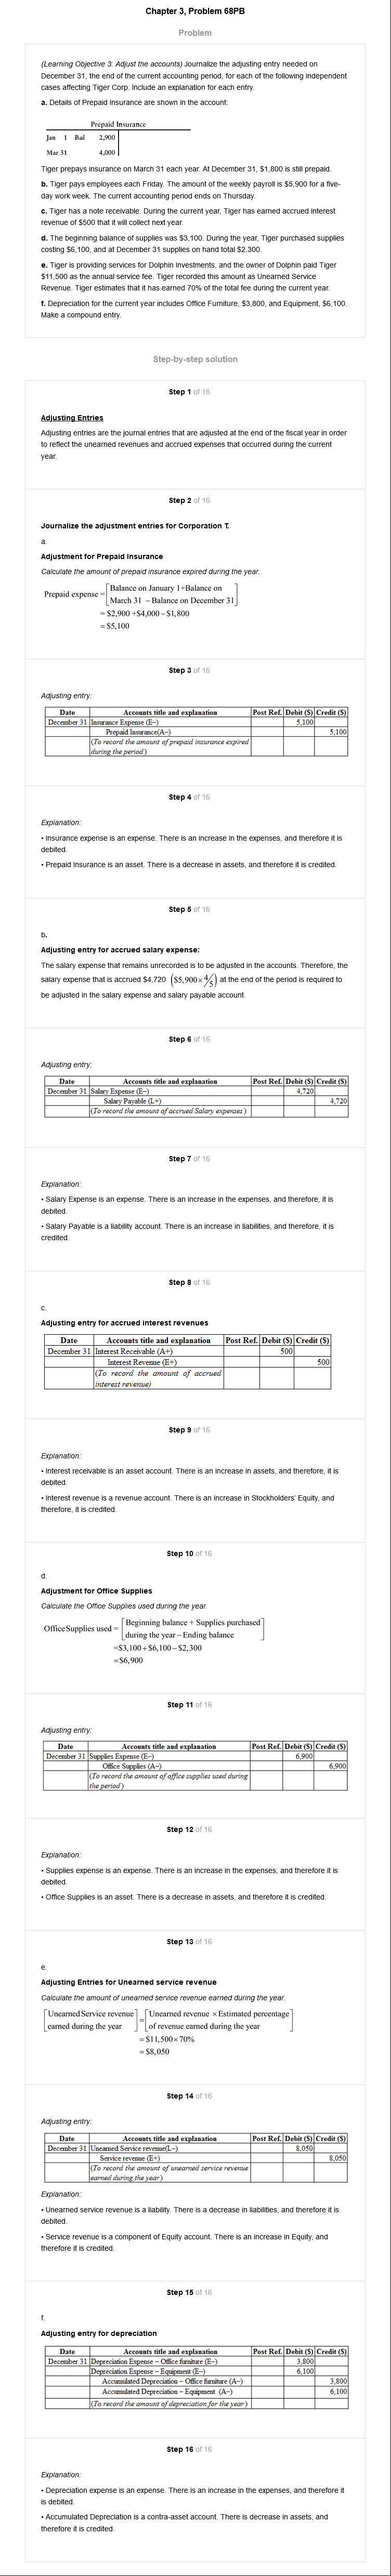 Chapter 3, Problem 68PB
Problem
(Learning Objective 3: Adjust the accounts) Journalize the adjusting entry needed on
December 31, the end of the current accounting period, for each of the following independent
cases affecting Tiger Corp. Include an explanation for each entry.
a. Details of Prepaid Insurance are shown in the account:
Prepaid Insurance
Jan 1 Bal 2,900
Mar 31 4,000
Tiger prepays insurance on March 31 each year. At December 31, $1,800 is still prepaid.
b. Tiger pays employees each Friday. The amount of the weekly payroll is $5,900 for a five-
day work week. The current accounting period ends on Thursday.
c. Tiger has a note receivable. During the current year, Tiger has earned accrued interest
revenue of $500 that it will collect next year.
d. The beginning balance of supplies was $3,100. During the year, Tiger purchased supplies
costing $6,100, and at December 31 supplies on hand total $2,300.
e. Tiger is providing services for Dolphin Investments, and the owner of Dolphin paid Tiger
$11,500 as the annual service fee. Tiger recorded this amount as Unearned Service
Revenue. Tiger estimates that it has earned 70% of the total fee during the current year.
f. Depreciation for the current year includes Office Furniture, $3,800, and Equipment, $6,100.
Make a compound entry.
Step-by-step solution
Step 1 of 16
Adjusting Entries
Adjusting entries are the journal entries that are adjusted at the end of the fiscal year in order
to reflect the unearned revenues and accrued expenses that occurred during the current
year.
Step 2 of 16
Journalize the adjustment entries for Corporation T.
a.
Adjustment for Prepaid Insurance
Calculate the amount of prepaid insurance expired during the year.
Prepaid expense = [Balance on January 1+Balance on
March 31 − Balance on December 31]
= $2,900 +$4,000 − $1,800
= $5,100
Step 3 of 16
Adjusting entry:
Date Accounts title and explanation Post Ref. Debit ($) Credit ($)
December 31 Insurance Expense (E–) 5,100
Prepaid Insurance(A–) 5,100
(To record the amount of prepaid insurance expired
during the period)
Step 4 of 16
Explanation:
• Insurance expense is an expense. There is an increase in the expenses, and therefore it is
debited.
• Prepaid Insurance is an asset. There is a decrease in assets, and therefore it is credited.
Step 5 of 16
b.
Adjusting entry for accrued salary expense:
The salary expense that remains unrecorded is to be adjusted in the accounts. Therefore, the
salary expense that is accrued $4,720 ($5,900×4/5) at the end of the period is required to
be adjusted in the salary expense and salary payable account.
Step 6 of 16
Adjusting entry:
Date Accounts title and explanation Post Ref. Debit ($) Credit ($)
December 31 Salary Expense (E–) 4,720
Salary Payable (L+) 4,720
(To record the amount of accrued Salary expenses )
Step 7 of 16
Explanation:
• Salary Expense is an expense. There is an increase in the expenses, and therefore, it is
debited.
• Salary Payable is a liability account. There is an increase in liabilities, and therefore, it is
credited.
Step 8 of 16
c.
Adjusting entry for accrued interest revenues
Date Accounts title and explanation Post Ref. Debit ($) Credit ($)
December 31 Interest Receivable (A+) 500
Interest Revenue (E+) 500
(To record the amount of accrued
interest revenue)
Step 9 of 16
Explanation:
• Interest receivable is an asset account. There is an increase in assets, and therefore, it is
debited.
• Interest revenue is a revenue account. There is an increase in Stockholders' Equity, and
therefore, it is credited.
Step 10 of 16
d.
Adjustment for Office Supplies
Calculate the Office Supplies used during the year.
Office Supplies used = [Beginning balance + Supplies purchased
during the year – Ending balance]
=$3,100+$6,100−$2,300
=$6,900
Step 11 of 16
Adjusting entry:
Date Accounts title and explanation Post Ref. Debit ($) Credit ($)
December 31 Supplies Expense (E–) 6,900
Office Supplies (A–) 6,900
(To record the amount of office supplies used during
the period)
Step 12 of 16
Explanation:
• Supplies expense is an expense. There is an increase in the expenses, and therefore it is
debited.
• Office Supplies is an asset. There is a decrease in assets, and therefore it is credited.
Step 13 of 16
e.
Adjusting Entries for Unearned service revenue
Calculate the amount of unearned service revenue earned during the year.
[Unearned Service revenue
earned during the year] = [Unearned revenue × Estimated percentage
of revenue earned during the year]
= $11,500×70%
= $8,050
Step 14 of 16
Adjusting entry:
Date Accounts title and explanation Post Ref. Debit ($) Credit ($)
December 31 Unearned Service revenue(L–) 8,050
Service revenue (E+) 8,050
(To record the amount of unearned service revenue
earned during the year)
Explanation:
• Unearned service revenue is a liability. There is a decrease in liabilities, and therefore it is
debited.
• Service revenue is a component of Equity account. There is an increase in Equity, and
therefore it is credited.
Step 15 of 16
f.
Adjusting entry for depreciation
Date Accounts title and explanation Post Ref. Debit ($) Credit ($)
December 31 Depreciation Expense – Office furniture (E–) 3,800
Depreciation Expense – Equipment (E–) 6,100
Accumulated Depreciation – Office furniture (A–) 3,800
Accumulated Depreciation – Equipment (A–) 6,100
(To record the amount of depreciation for the year)
Step 16 of 16
Explanation:
• Depreciation expense is an expense. There is an increase in the expenses, and therefore it
is debited.
• Accumulated Depreciation is a contra-asset account. There is decrease in assets, and
therefore it is credited.